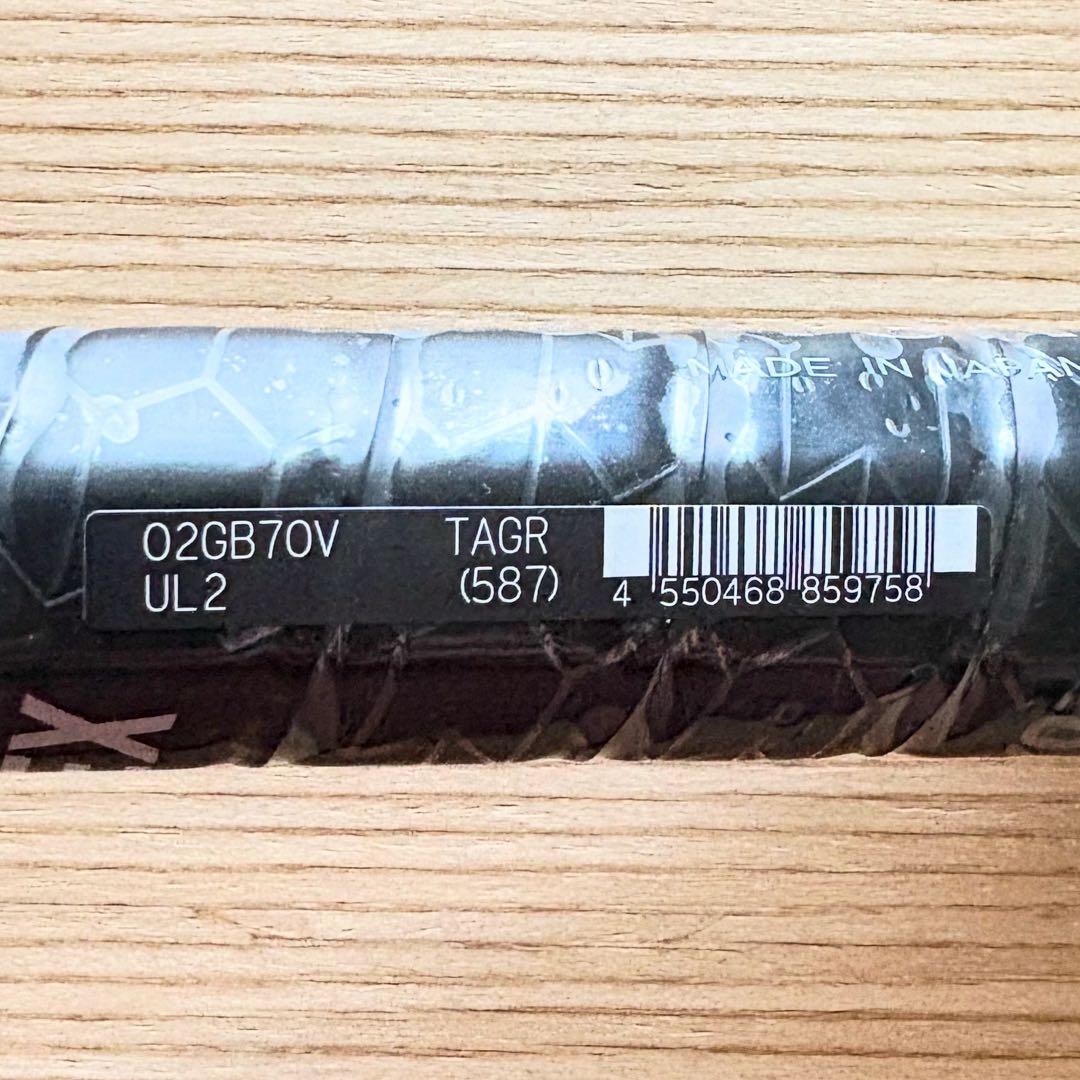 MADE IN JAPAN
02GB70V TAGR
UL2 (587)
4 550468 859758
X